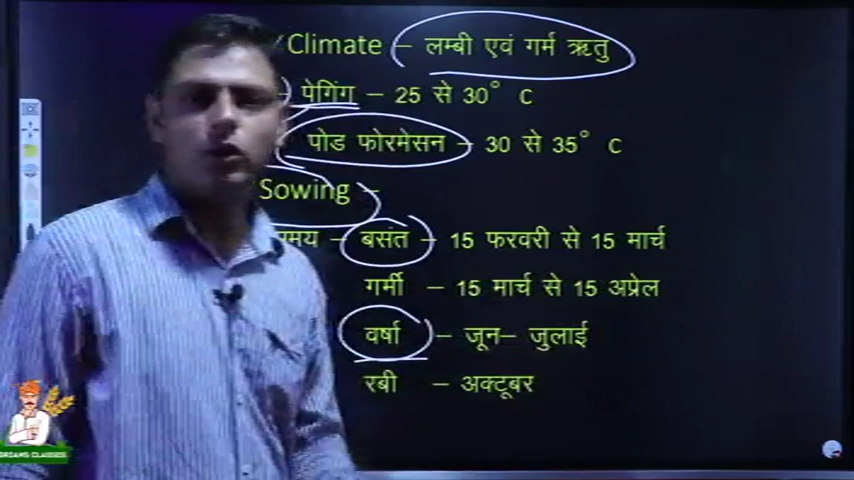 Climate – लम्बी एवं गर्म ऋतु
पेगिंग – 25 से 30° C
पोड फोरमेसन – 30 से 35° C
Sowing –
समय – बसंत – 15 फरवरी से 15 मार्च
गर्मी – 15 मार्च से 15 अप्रेल
वर्षा – जून– जुलाई
रबी – अक्टूबर